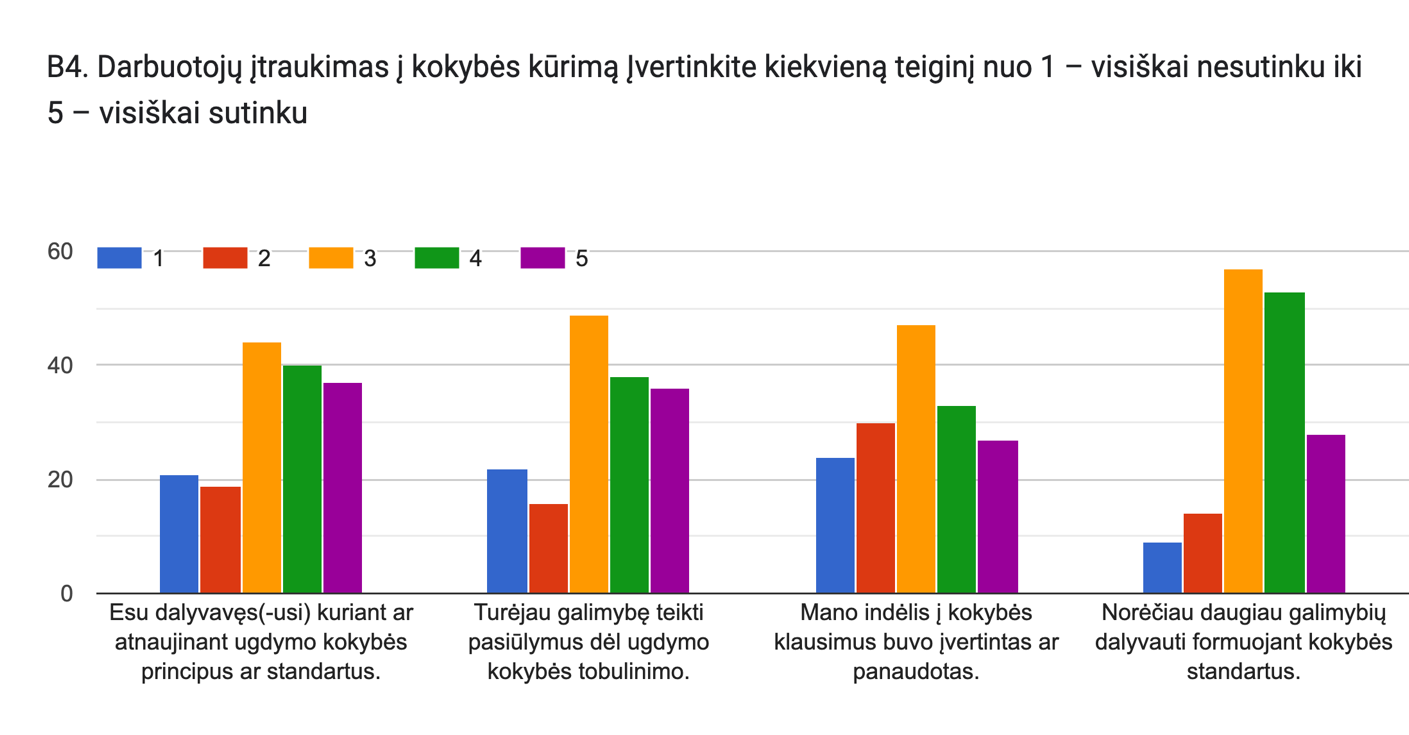 B4. Darbuotojų įtraukimas į kokybės kūrimą Įvertinkite kiekvieną teiginį nuo 1 – visiškai nesutinku iki
5 – visiškai sutinku
60
1 2 3 4 5
40
20
0
Esu dalyvavęs(-usi) kuriant ar
atnaujinant ugdymo kokybės
principus ar standartus.
Turėjau galimybę teikti
pasiūlymus dėl ugdymo
kokybės tobulinimo.
Mano indėlis į kokybės
klausimus buvo įvertintas ar
panaudotas.
Norėčiau daugiau galimybių
dalyvauti formuojant kokybės
standartus.